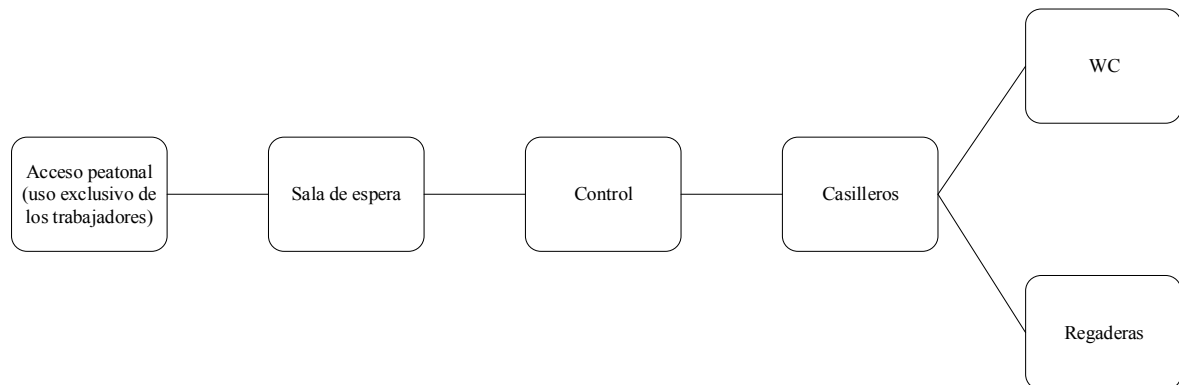 WC
Acceso peatonal
(uso exclusivo de
los trabajadores)
Sala de espera
Control
Casilleros
Regaderas